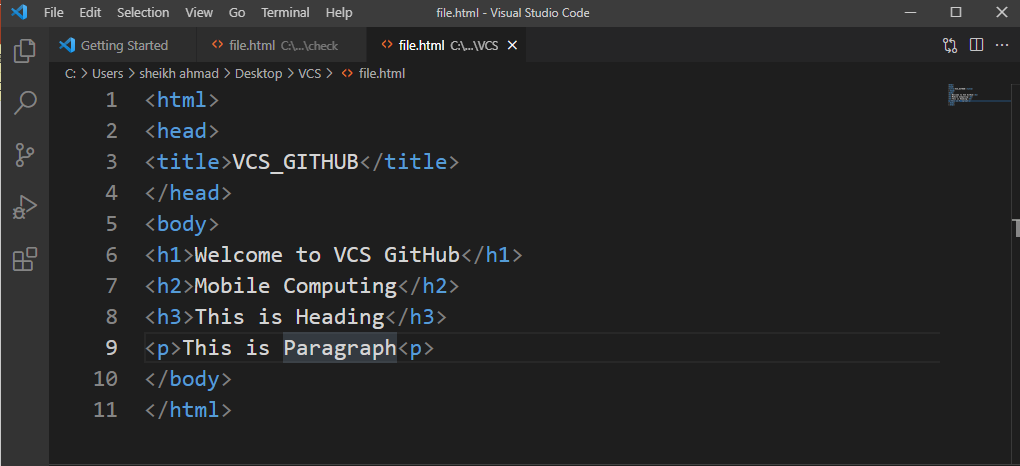 File Edit Selection View Go Terminal Help file.html - Visual Studio Code
Getting Started file.html C:\...\check file.html C:\...\VCS
C: > Users > sheikh ahmad > Desktop > VCS > file.html
1 <html>
2 <head>
3 <title>VCS_GITHUB</title>
4 </head>
5 <body>
6 <h1>Welcome to VCS GitHub</h1>
7 <h2>Mobile Computing</h2>
8 <h3>This is Heading</h3>
9 <p>This is Paragraph<p>
10 </body>
11 </html>